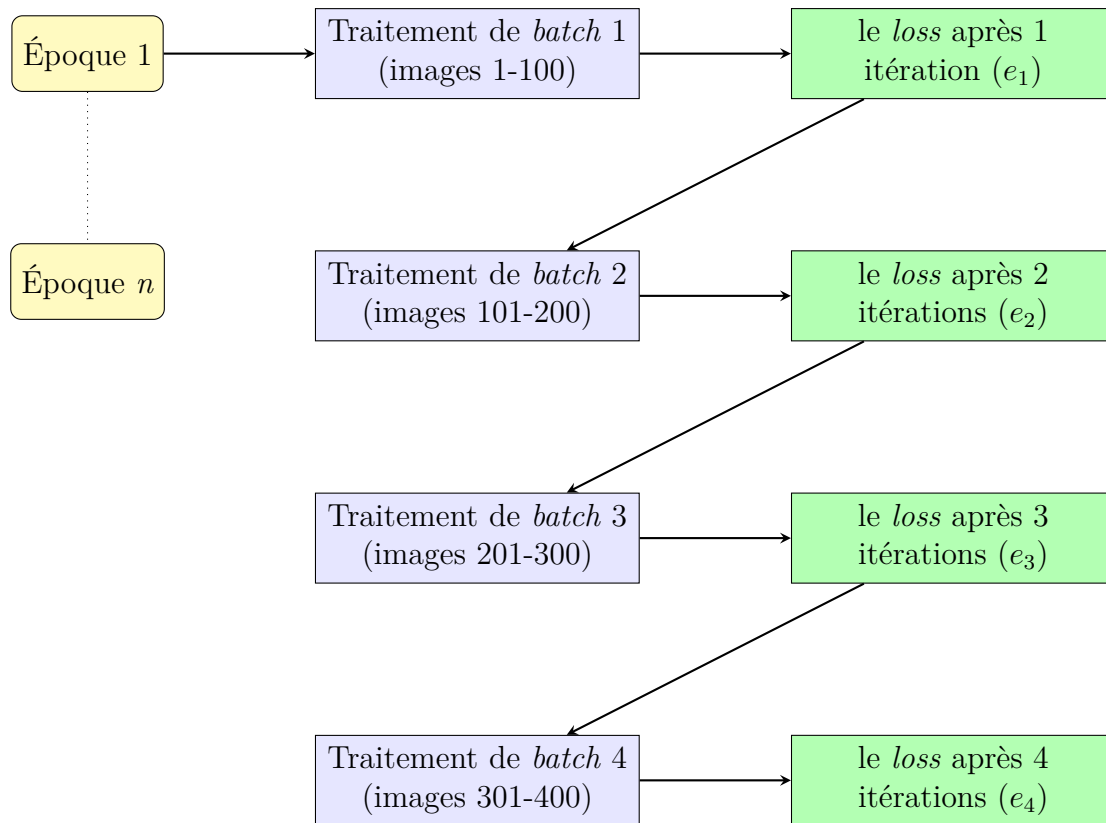 Époque 1
Traitement de batch 1
(images 1-100)
le loss après 1
itération (e₁)
Époque n
Traitement de batch 2
(images 101-200)
le loss après 2
itérations (e₂)
Traitement de batch 3
(images 201-300)
le loss après 3
itérations (e₃)
Traitement de batch 4
(images 301-400)
le loss après 4
itérations (e₄)